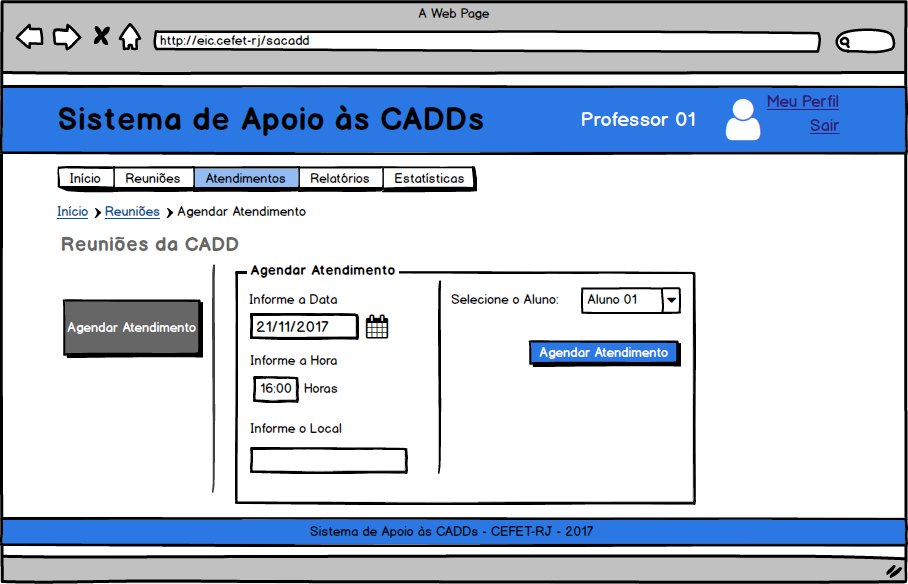 A Web Page
http://eic.cefet-rj/sacadd
Sistema de Apoio às CADDs
Professor 01
Meu Perfil
Sair
Início Reuniões Atendimentos Relatórios Estatísticas
Início Reuniões Agendar Atendimento
Reuniões da CADD
Agendar Atendimento
Agendar Atendimento
Informe a Data
21/11/2017
Informe a Hora
16:00 Horas
Informe o Local
Selecione o Aluno: Aluno 01
Agendar Atendimento
Sistema de Apoio às CADDs - CEFET-RJ - 2017